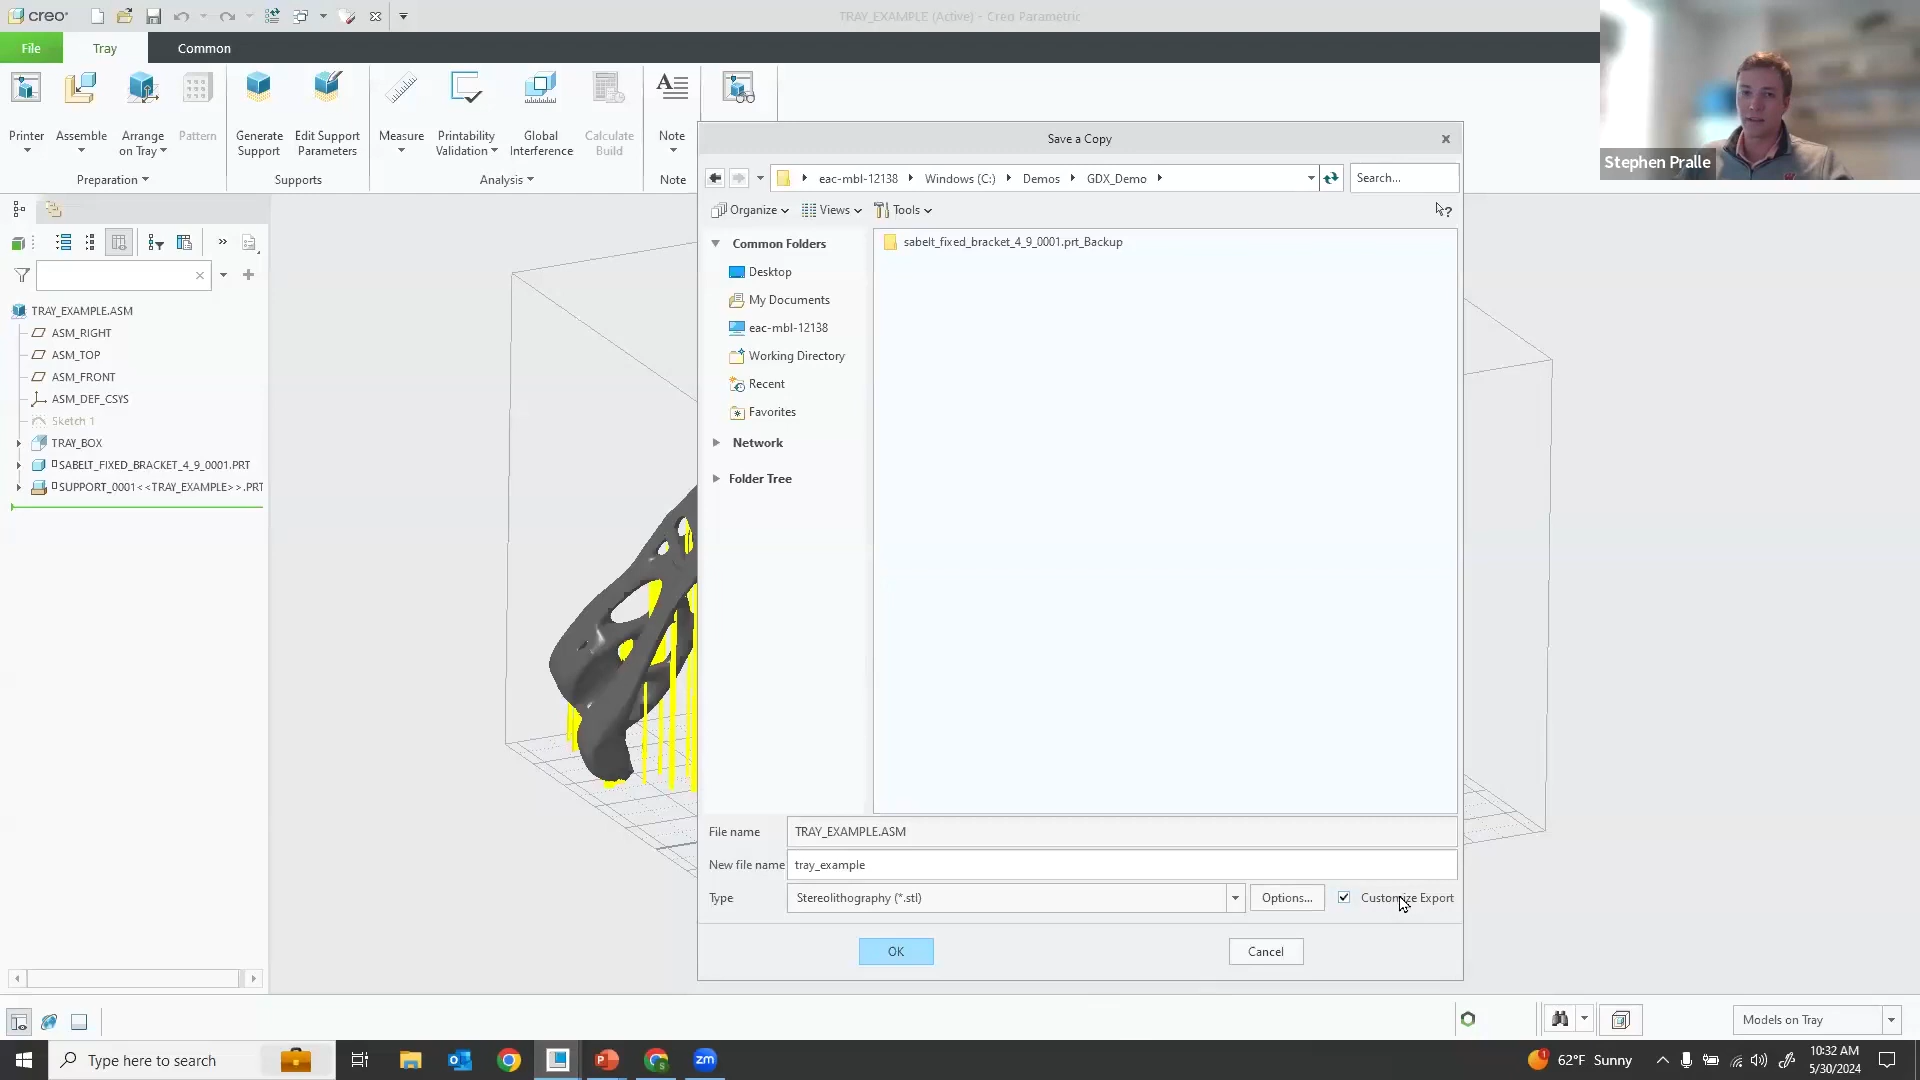 creo
TRAY_EXAMPLE (Active) - Creo Parametric
File
Tray
Common
Printer
Assemble
Arrange
on Tray
Pattern
Generate
Support
Edit Support
Parameters
Measure
Printability
Validation
Global
Interference
Calculate
Build
Note
Preparation
Supports
Analysis
Note
Stephen Pralle
Save a Copy
eac-mbl-12138
Windows (C:)
Demos
GDX_Demo
Search...
Organize
Views
Tools
Common Folders
Desktop
My Documents
eac-mbl-12138
Working Directory
Recent
Favorites
Network
Folder Tree
sabelt_fixed_bracket_4_9_0001.prt_Backup
TRAY_EXAMPLE.ASM
ASM_RIGHT
ASM_TOP
ASM_FRONT
ASM_DEF_CSYS
Sketch 1
TRAY_BOX
SABELT_FIXED_BRACKET_4_9_0001.PRT
SUPPORT_0001<<TRAY_EXAMPLE>>.PRT
File name
TRAY_EXAMPLE.ASM
New file name
tray_example
Type
Stereolithography (*.stl)
Options...
Customize Export
OK
Cancel
Models on Tray
Type here to search
zm
62°F Sunny
10:32 AM
5/30/2024